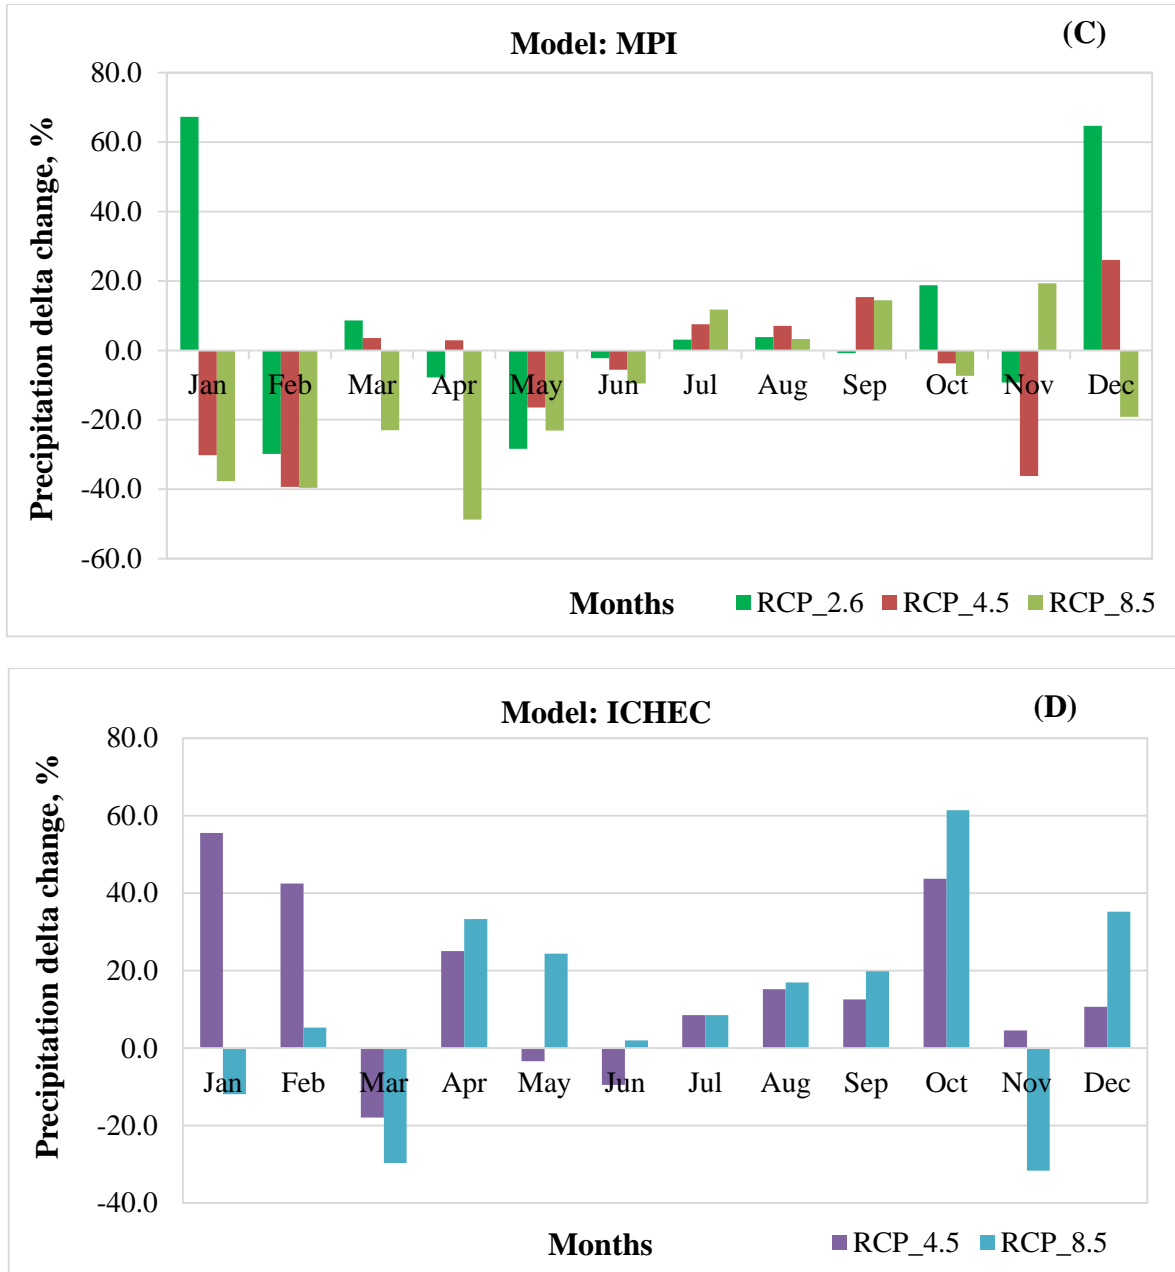 Model: MPI
(C)
Precipitation delta change, %
80.0
60.0
40.0
20.0
0.0
-20.0
-40.0
-60.0
Jan Feb Mar Apr May Jun Jul Aug Sep Oct Nov Dec
Months
RCP_2.6 RCP_4.5 RCP_8.5
Model: ICHEC
(D)
Precipitation delta change, %
80.0
60.0
40.0
20.0
0.0
-20.0
-40.0
Jan Feb Mar Apr May Jun Jul Aug Sep Oct Nov Dec
Months
RCP_4.5 RCP_8.5